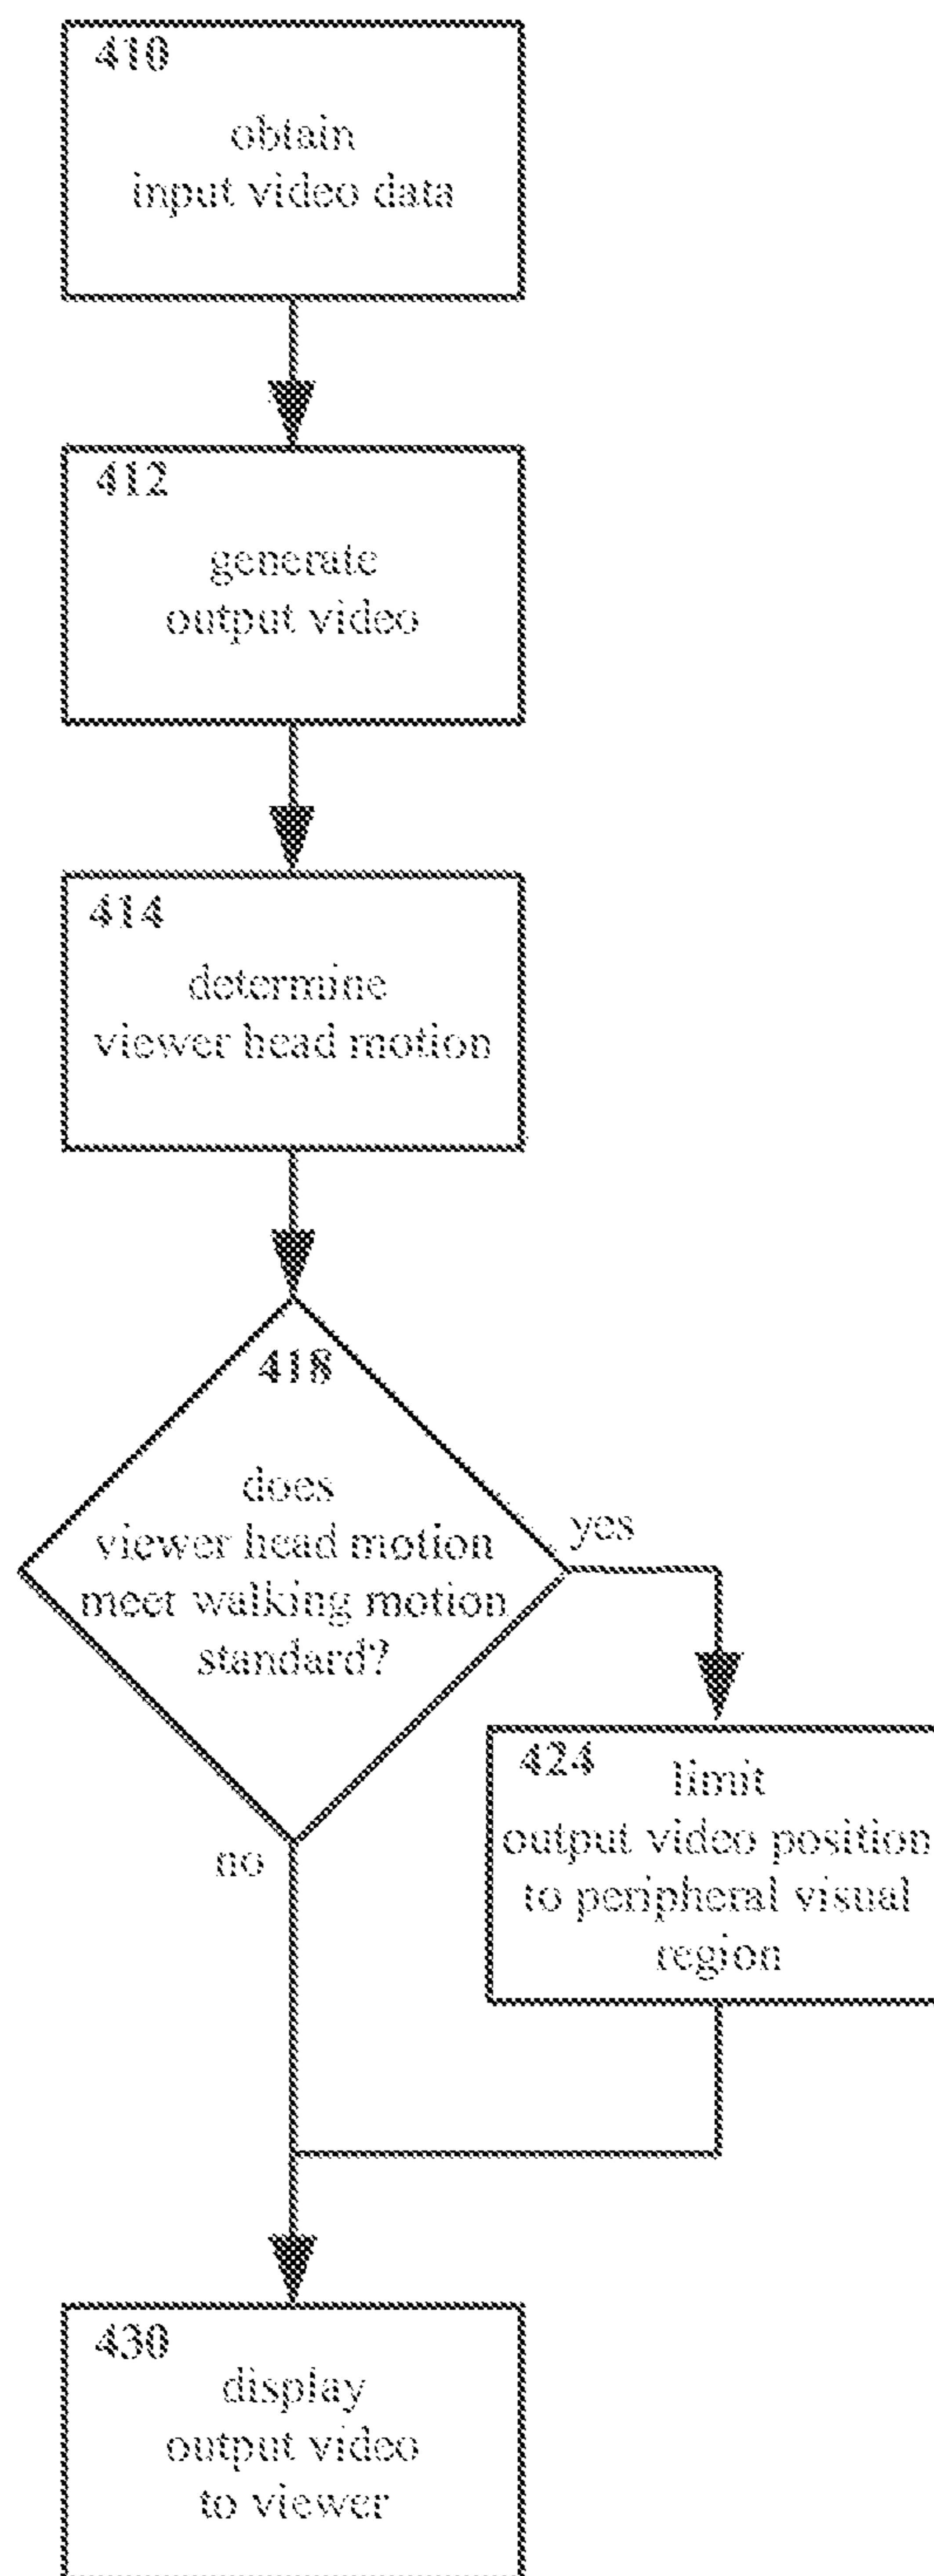 410
obtain
input video data
412
generate
output video
414
determine
viewer head motion
418
does
viewer head motion
meet walking motion
standard?
yes
424
limit
output video position
to peripheral visual
region
no
430
display
output video
to viewer